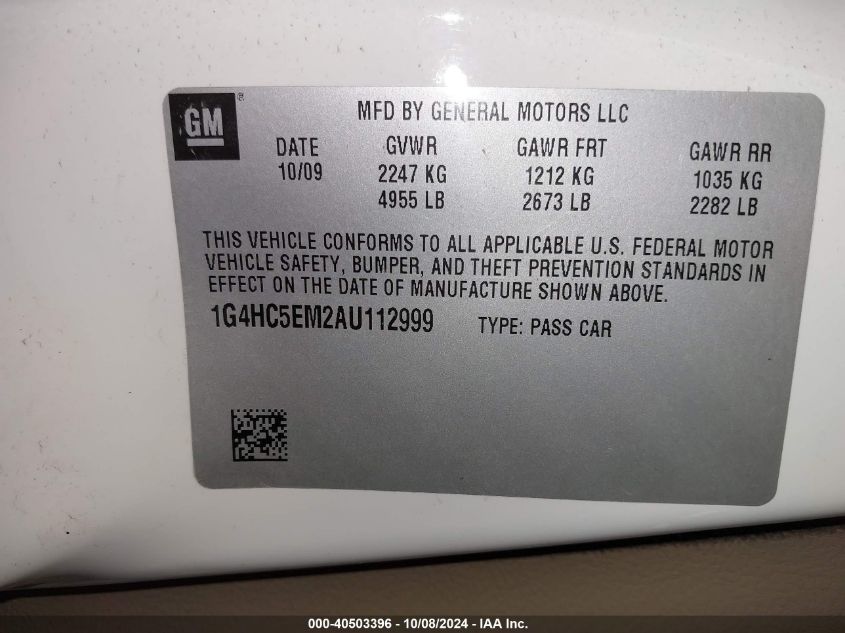 GM ®
MFD BY GENERAL MOTORS LLC
DATE GVWR GAWR FRT GAWR RR
10/09 2247 KG 1212 KG 1035 KG
4955 LB 2673 LB 2282 LB
THIS VEHICLE CONFORMS TO ALL APPLICABLE U.S. FEDERAL MOTOR
VEHICLE SAFETY, BUMPER, AND THEFT PREVENTION STANDARDS IN
EFFECT ON THE DATE OF MANUFACTURE SHOWN ABOVE.
1G4HC5EM2AU112999 TYPE: PASS CAR
000-40503396 - 10/08/2024 - IAA Inc.